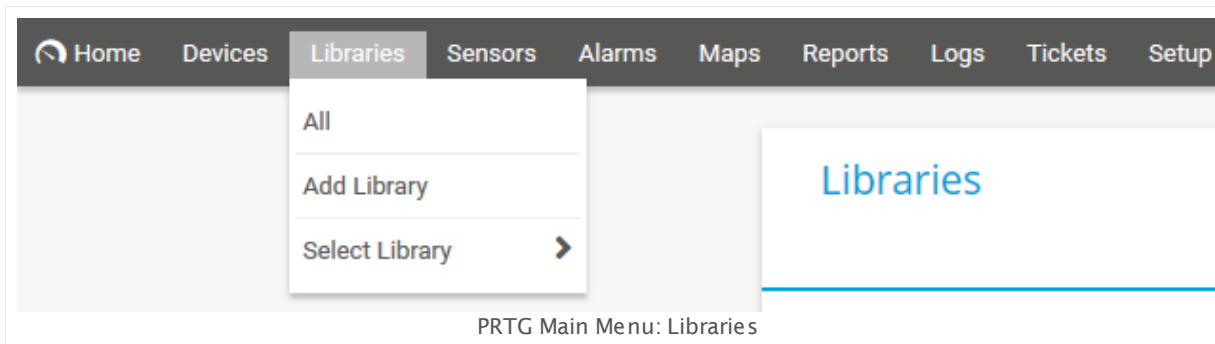 Home Devices Libraries Sensors Alarms Maps Reports Logs Tickets Setup
All
Add Library
Select Library
Libraries
PRTG Main Menu: Libraries